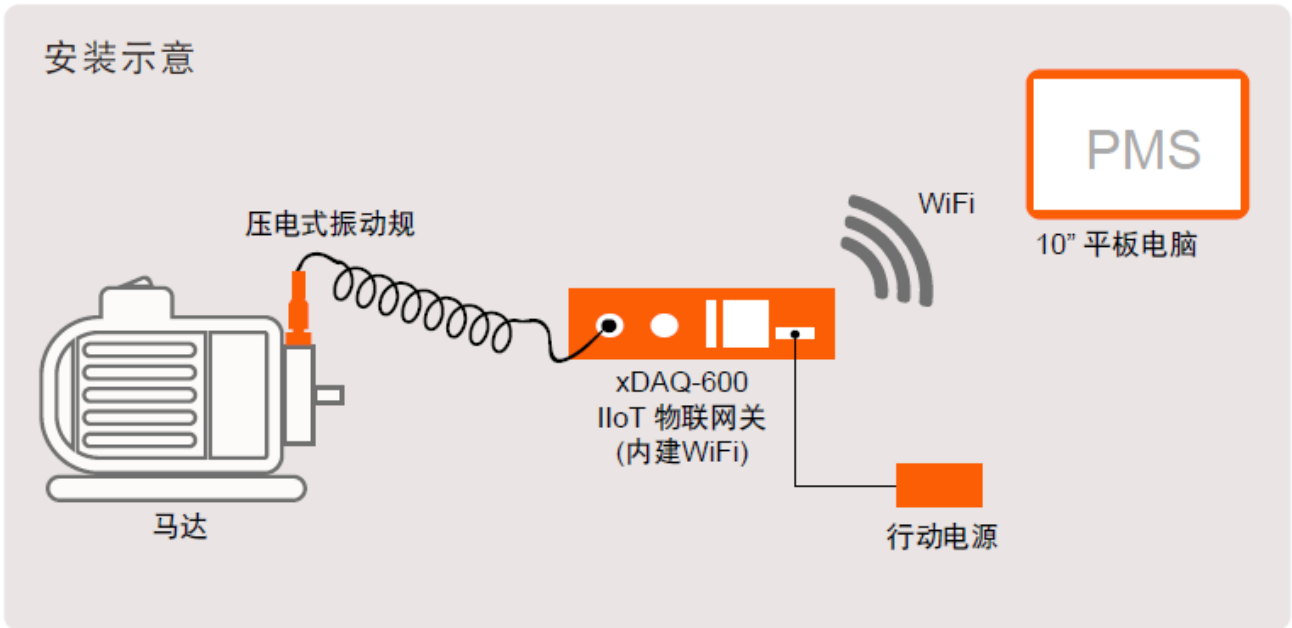 安装示意
PMS
WiFi
10” 平板电脑
压电式振动规
xDAQ-600
IIoT 物联网关
(内建WiFi)
马达
行动电源